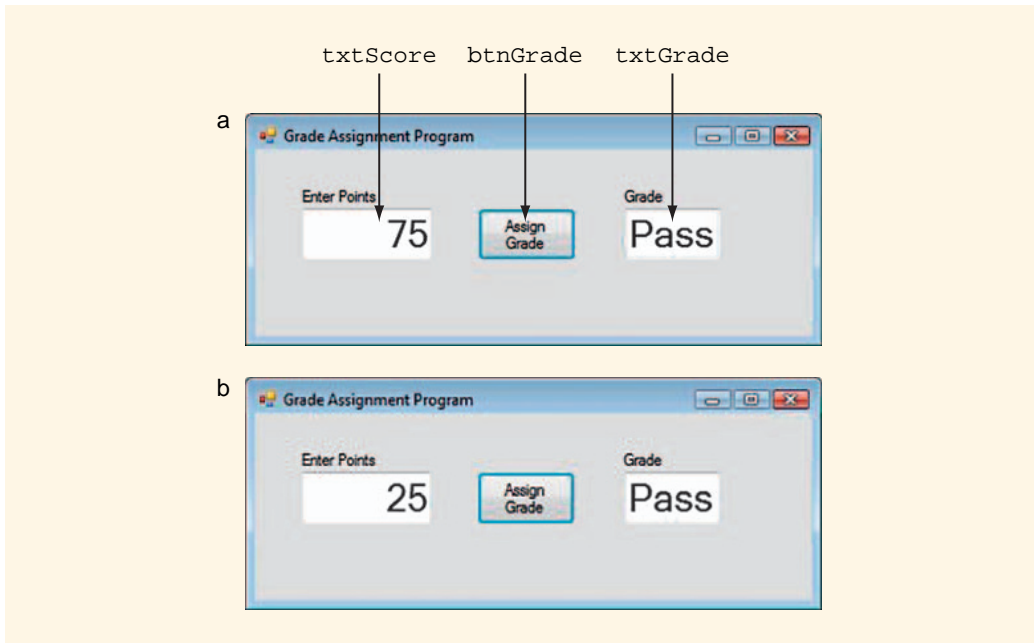 txtScore btnGrade txtGrade
a
Grade Assignment Program
Enter Points
Grade
75
Assign
Grade
Pass
b
Grade Assignment Program
Enter Points
Grade
25
Assign
Grade
Pass